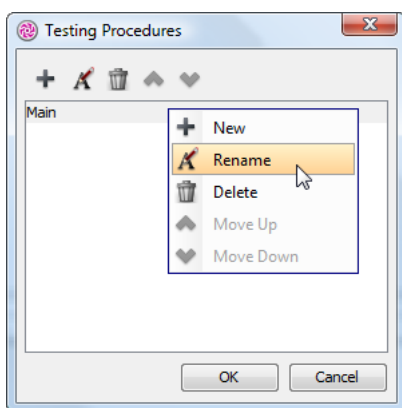 Testing Procedures
Main
New
Rename
Delete
Move Up
Move Down
OK
Cancel